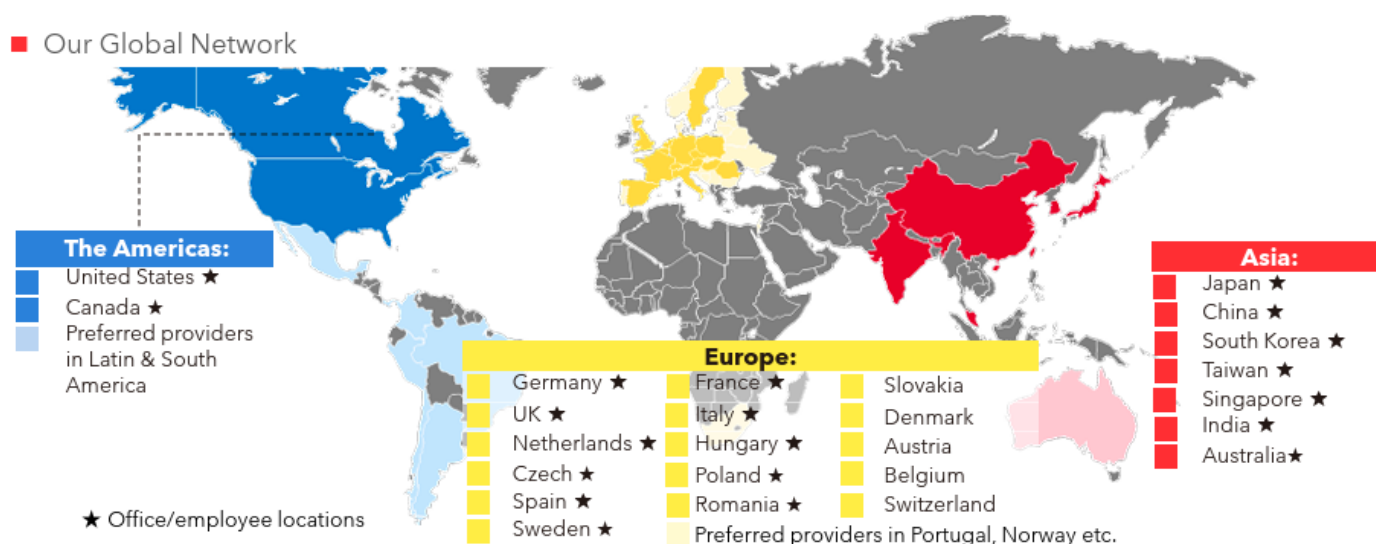 Our Global Network
The Americas:
United States ★
Canada ★
Preferred providers
in Latin & South
America
★ Office/employee locations
Europe:
Germany ★
UK ★
Netherlands ★
Czech ★
Spain ★
Sweden ★
France ★
Italy ★
Hungary ★
Poland ★
Romania ★
Preferred providers in Portugal, Norway etc.
Slovakia
Denmark
Austria
Belgium
Switzerland
Asia:
Japan ★
China ★
South Korea ★
Taiwan ★
Singapore ★
India ★
Australia★